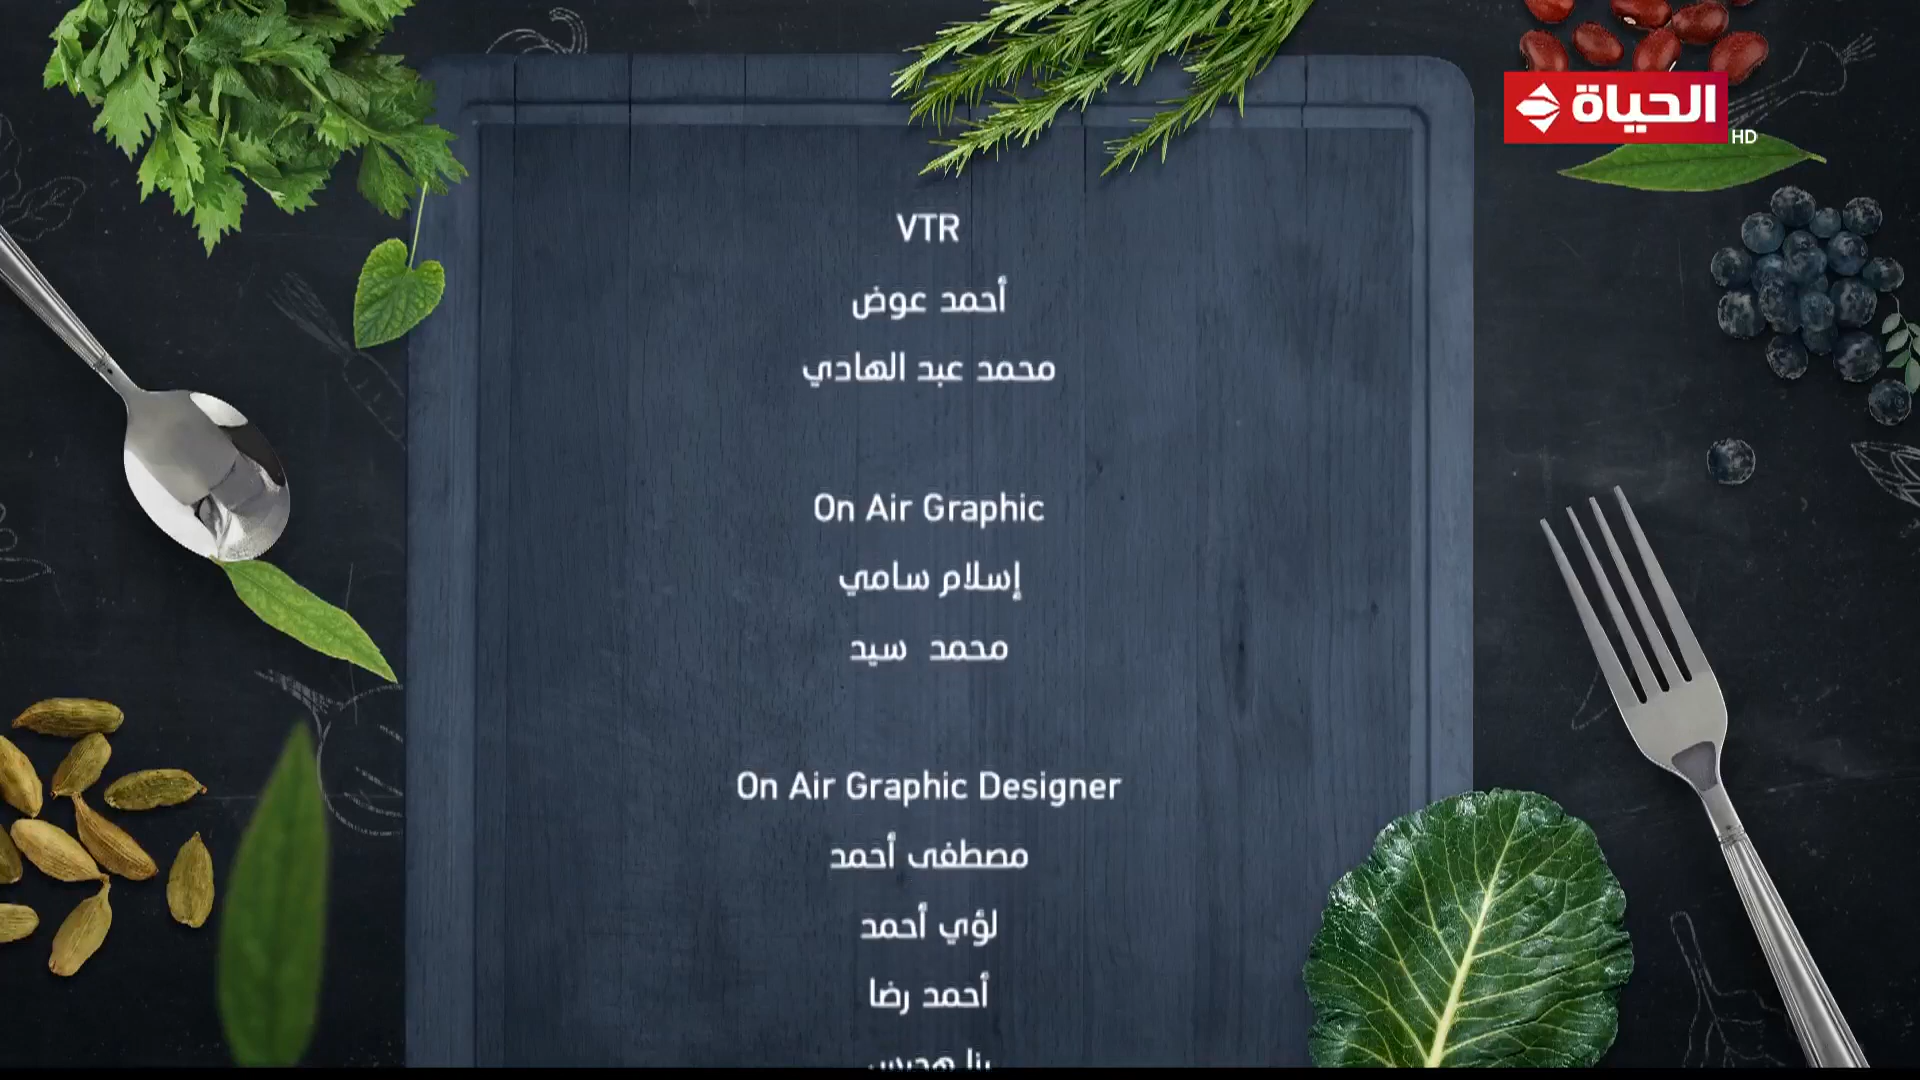 الحياة
HD
VTR
أحمد عوض
محمد عبد الهادي
On Air Graphic
إسلام سامي
محمد سيد
On Air Graphic Designer
مصطفى أحمد
لؤي أحمد
أحمد رضا